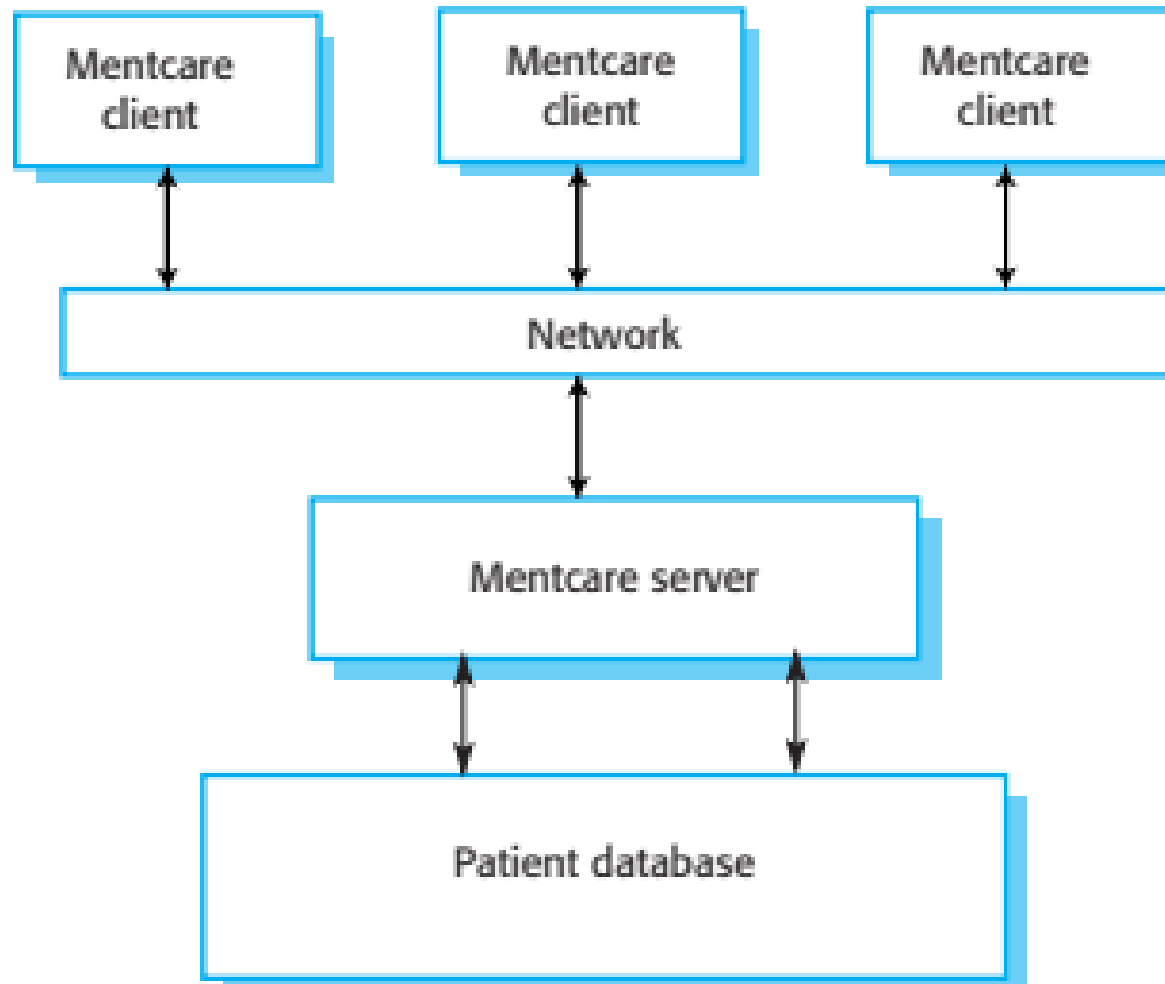 Mentcare
client
Mentcare
client
Mentcare
client
Network
Mentcare server
Patient database